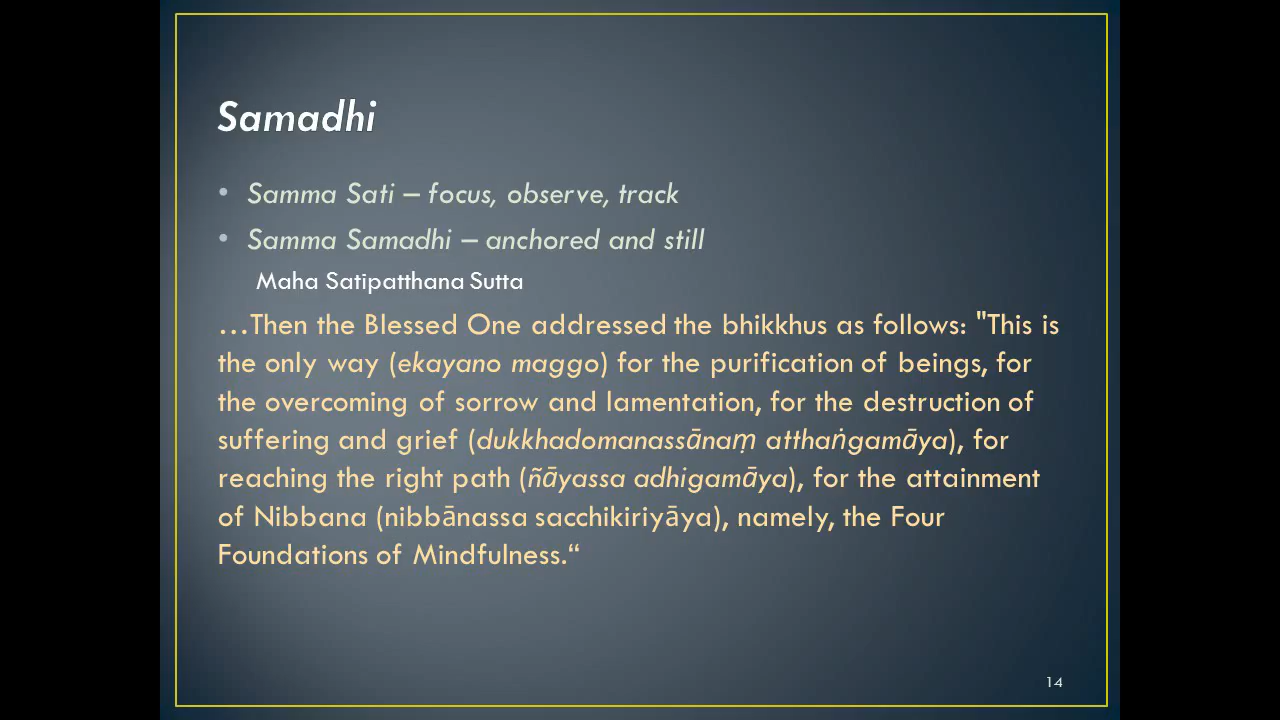 Samadhi
• Samma Sati – focus, observe, track
• Samma Samadhi – anchored and still
Maha Satipatthana Sutta
…Then the Blessed One addressed the bhikkhus as follows: "This is
the only way (ekayano maggo) for the purification of beings, for
the overcoming of sorrow and lamentation, for the destruction of
suffering and grief (dukkhadomanassānaṃ atthaṅgamāya), for
reaching the right path (ñāyassa adhigamāya), for the attainment
of Nibbana (nibbānassa sacchikiriyāya), namely, the Four
Foundations of Mindfulness.“
14